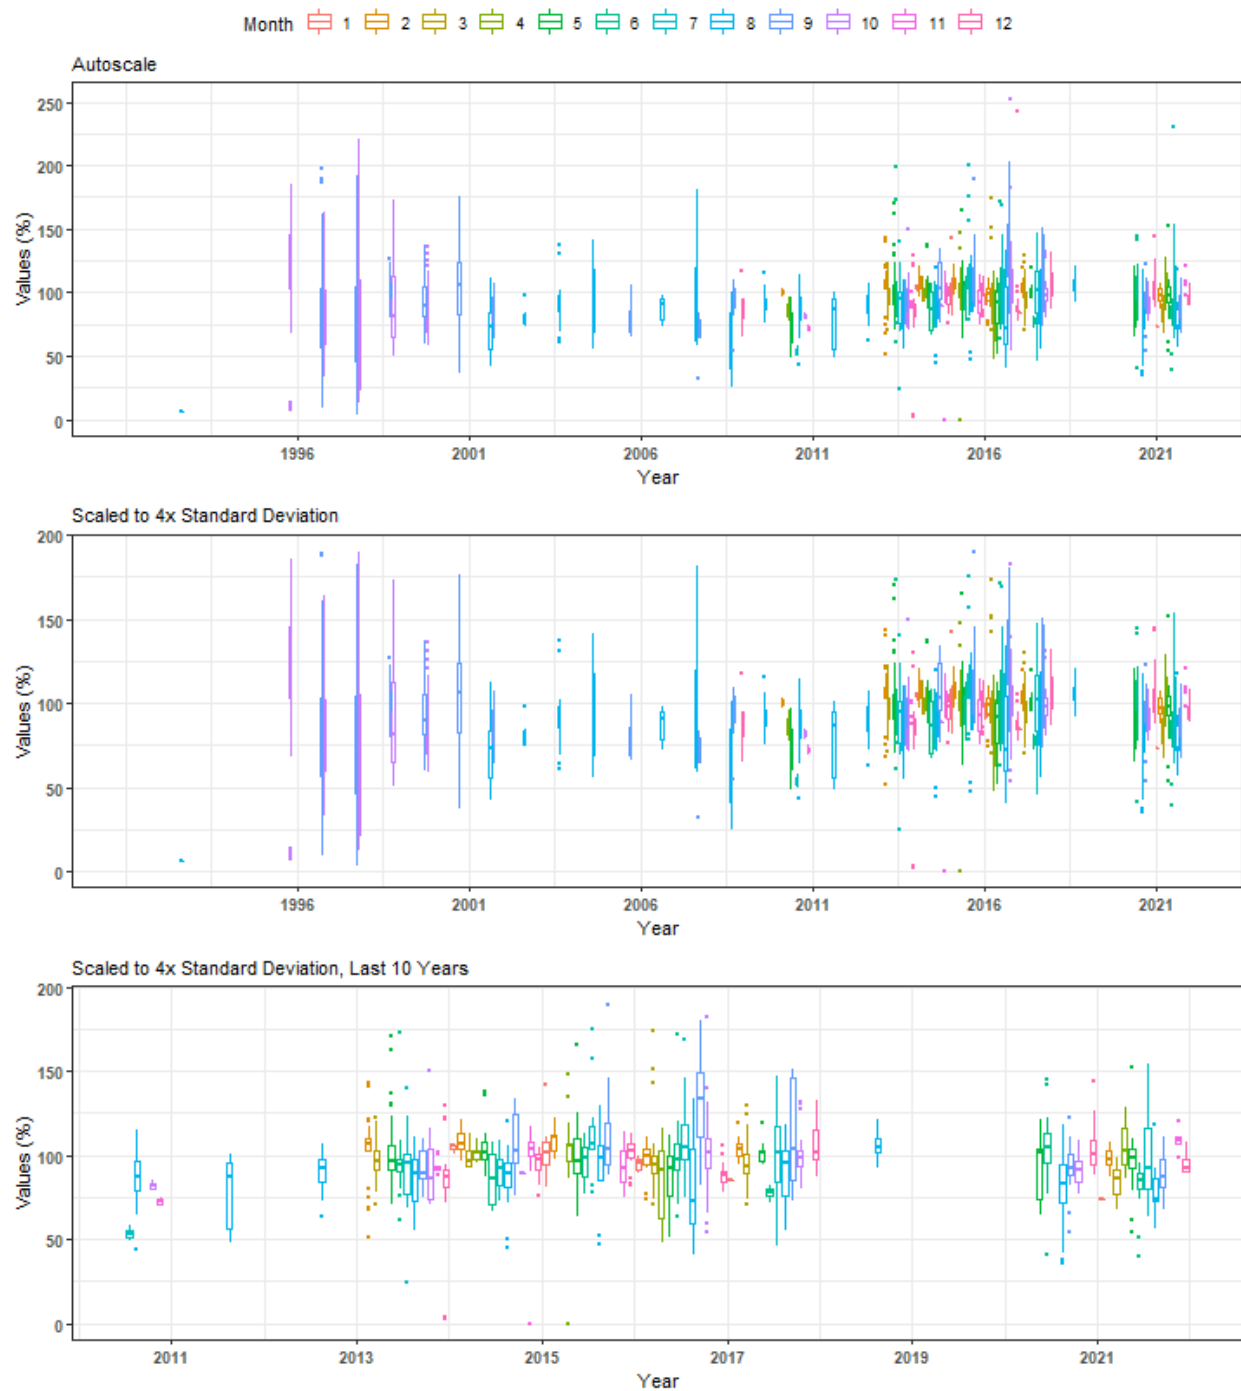 Month 1 2 3 4 5 6 7 8 9 10 11 12
Autoscale
250
200
150
100
50
0
Values (%)
1996 2001 2006 2011 2016 2021
Year
Scaled to 4x Standard Deviation
200
150
100
50
0
Values (%)
1996 2001 2006 2011 2016 2021
Year
Scaled to 4x Standard Deviation, Last 10 Years
200
150
100
50
0
Values (%)
2011 2013 2015 2017 2019 2021
Year